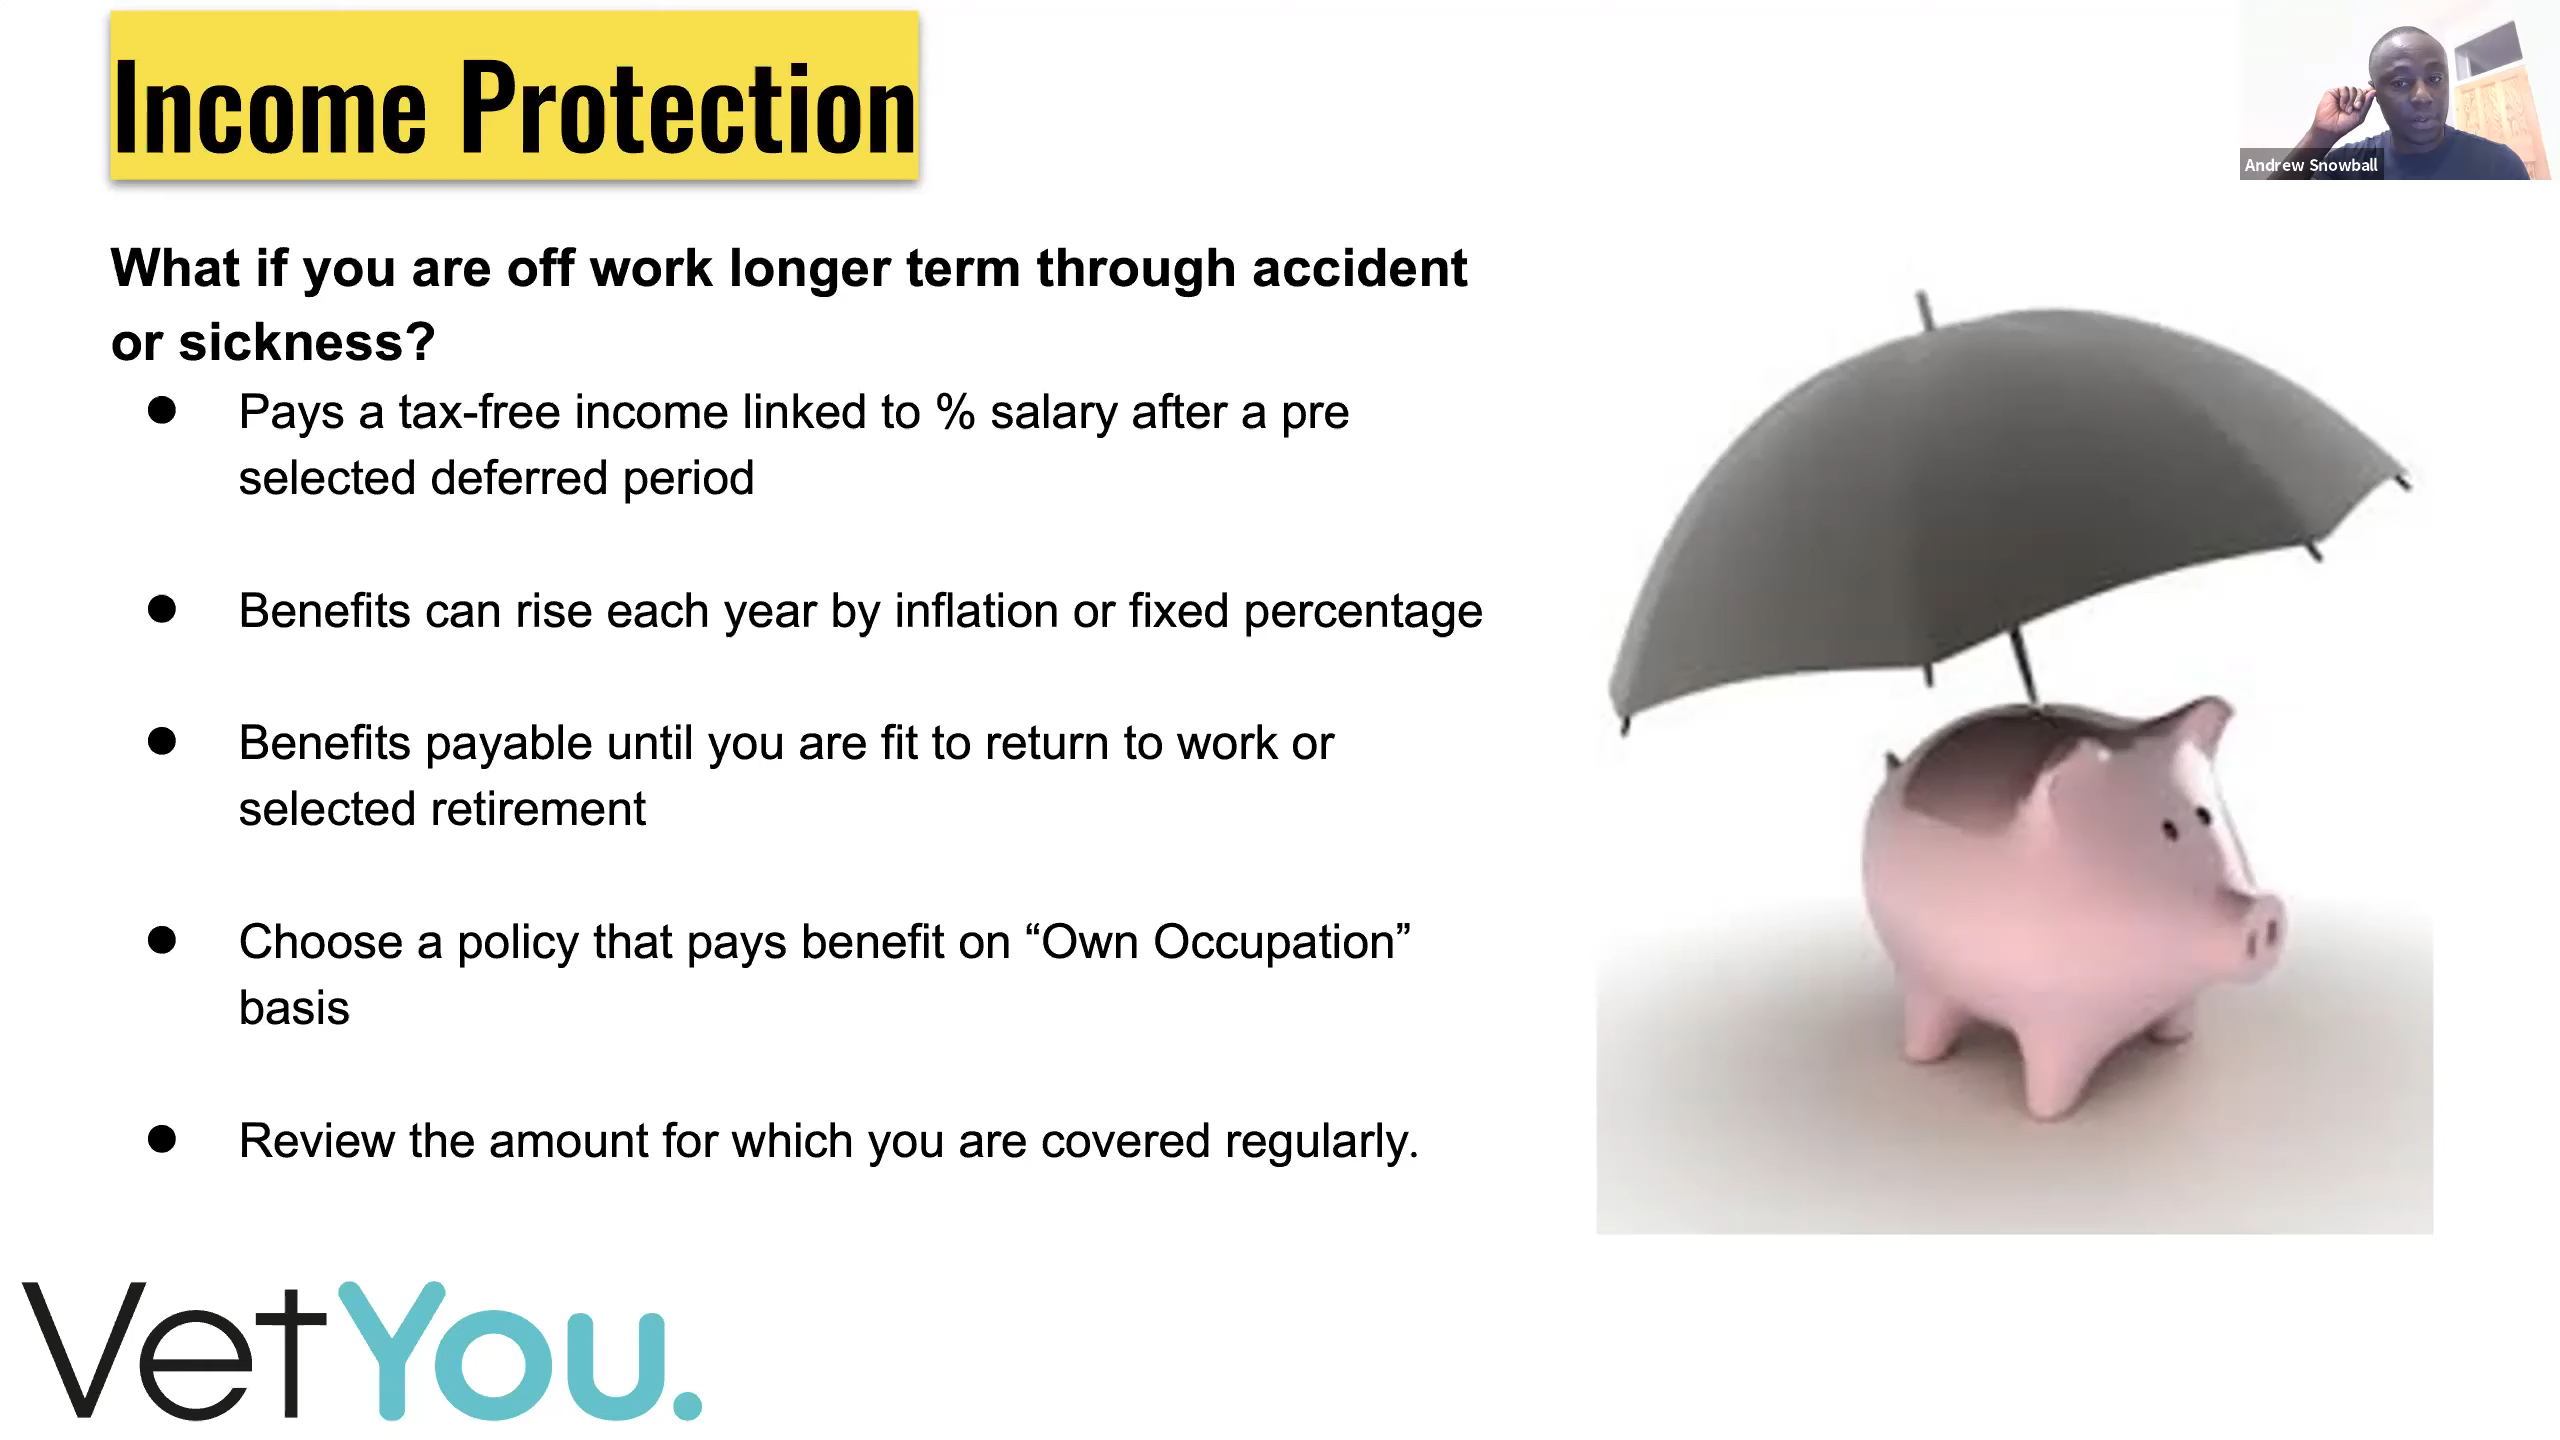 Income Protection
Andrew Snowball
What if you are off work longer term through accident
or sickness?
● Pays a tax-free income linked to % salary after a pre
selected deferred period
● Benefits can rise each year by inflation or fixed percentage
● Benefits payable until you are fit to return to work or
selected retirement
● Choose a policy that pays benefit on “Own Occupation”
basis
● Review the amount for which you are covered regularly.
VetYou.